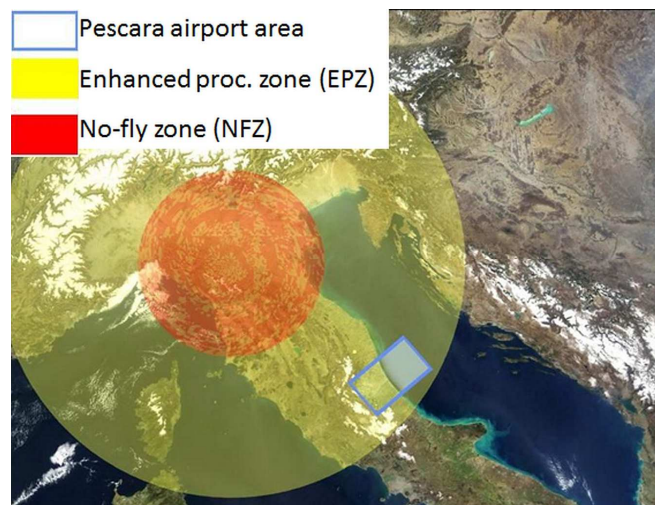 Pescara airport area
Enhanced proc. zone (EPZ)
No-fly zone (NFZ)